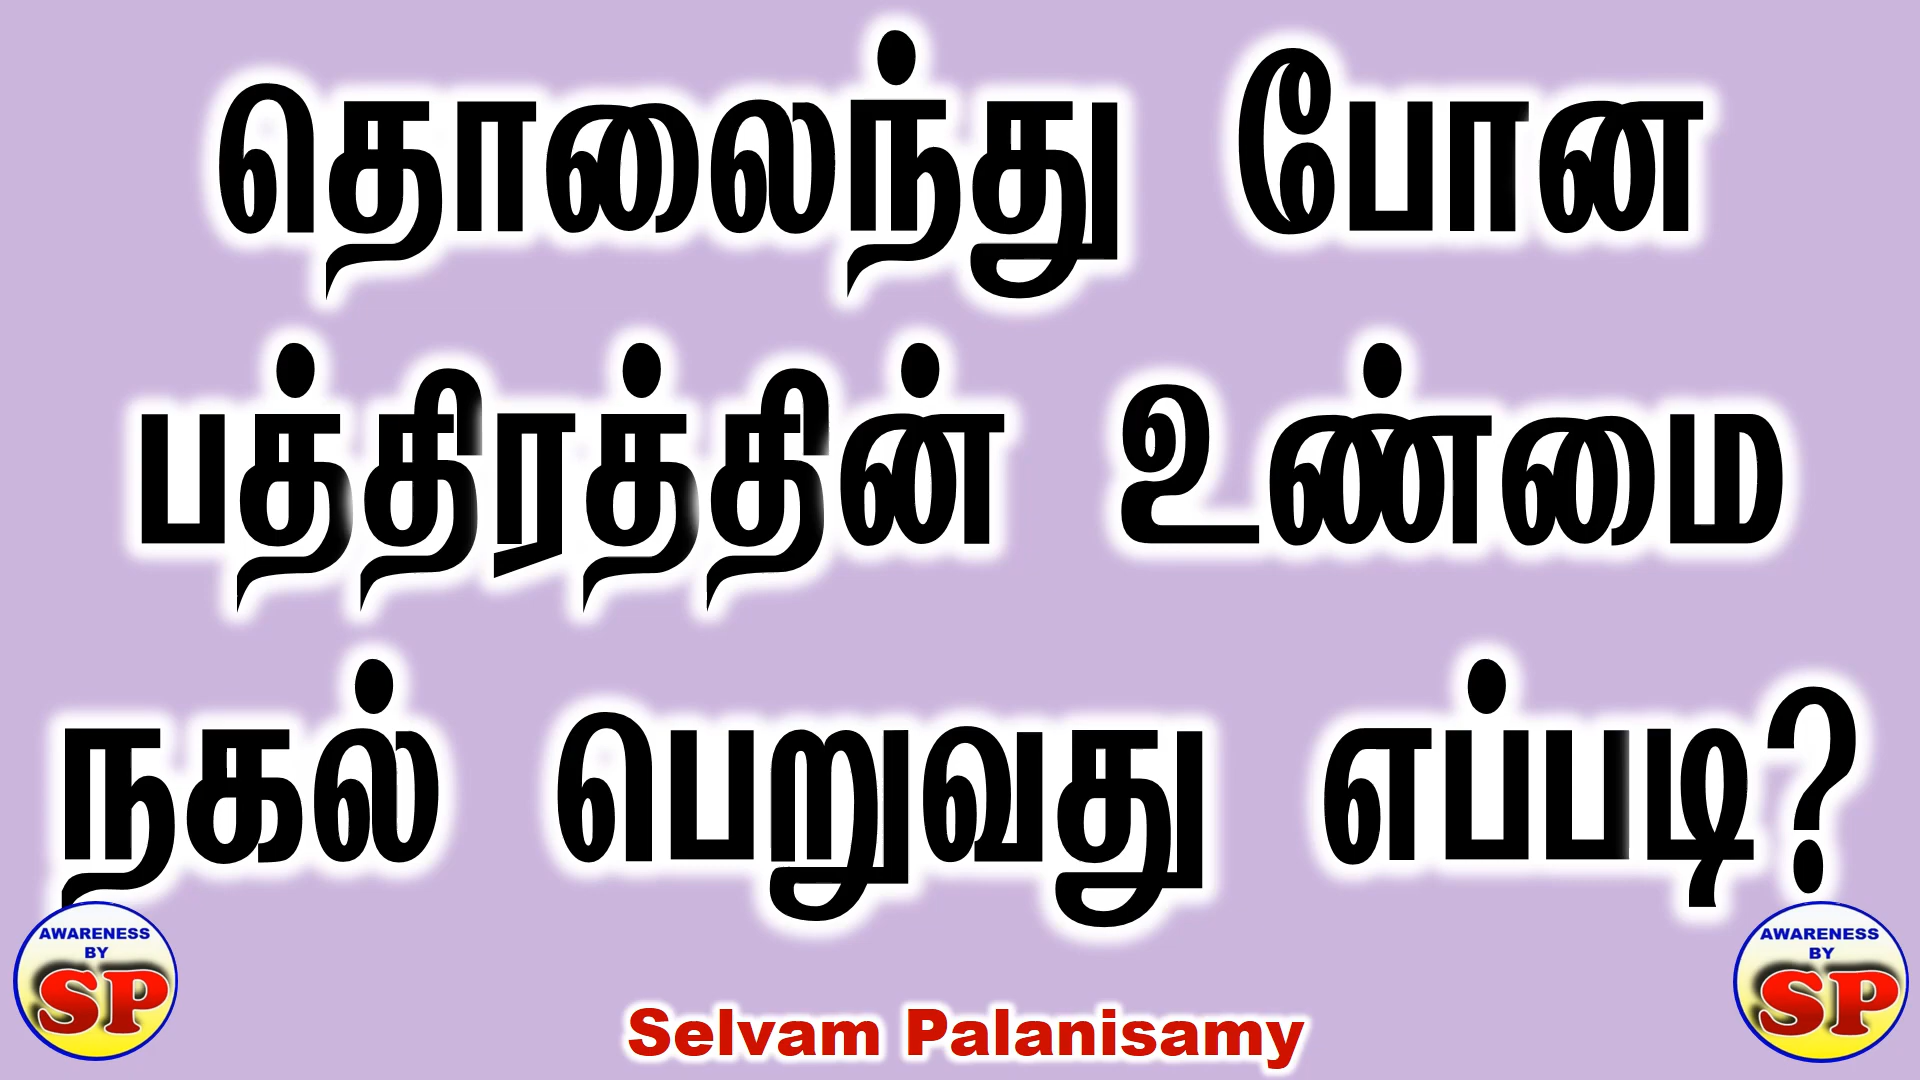 தொலைந்து போன
பத்திரத்தின் உண்மை
நகல் பெறுவது எப்படி?
AWARENESS
BY
SP
Selvam Palanisamy
AWARENESS
BY
SP